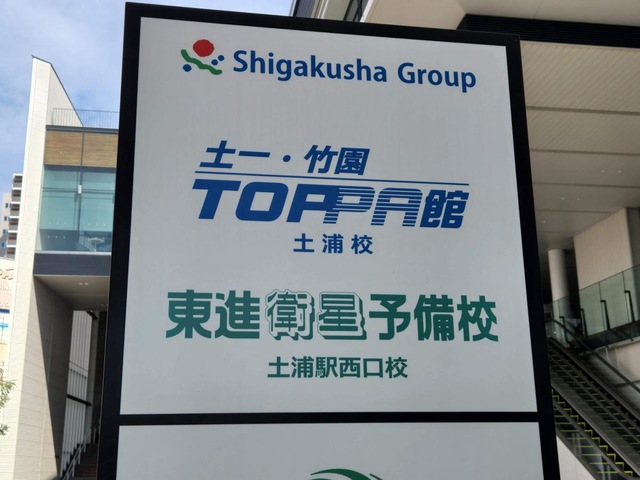 Shigakusha Group
土一・竹園
TOPPA館
土浦校
東進衛星予備校
土浦駅西口校